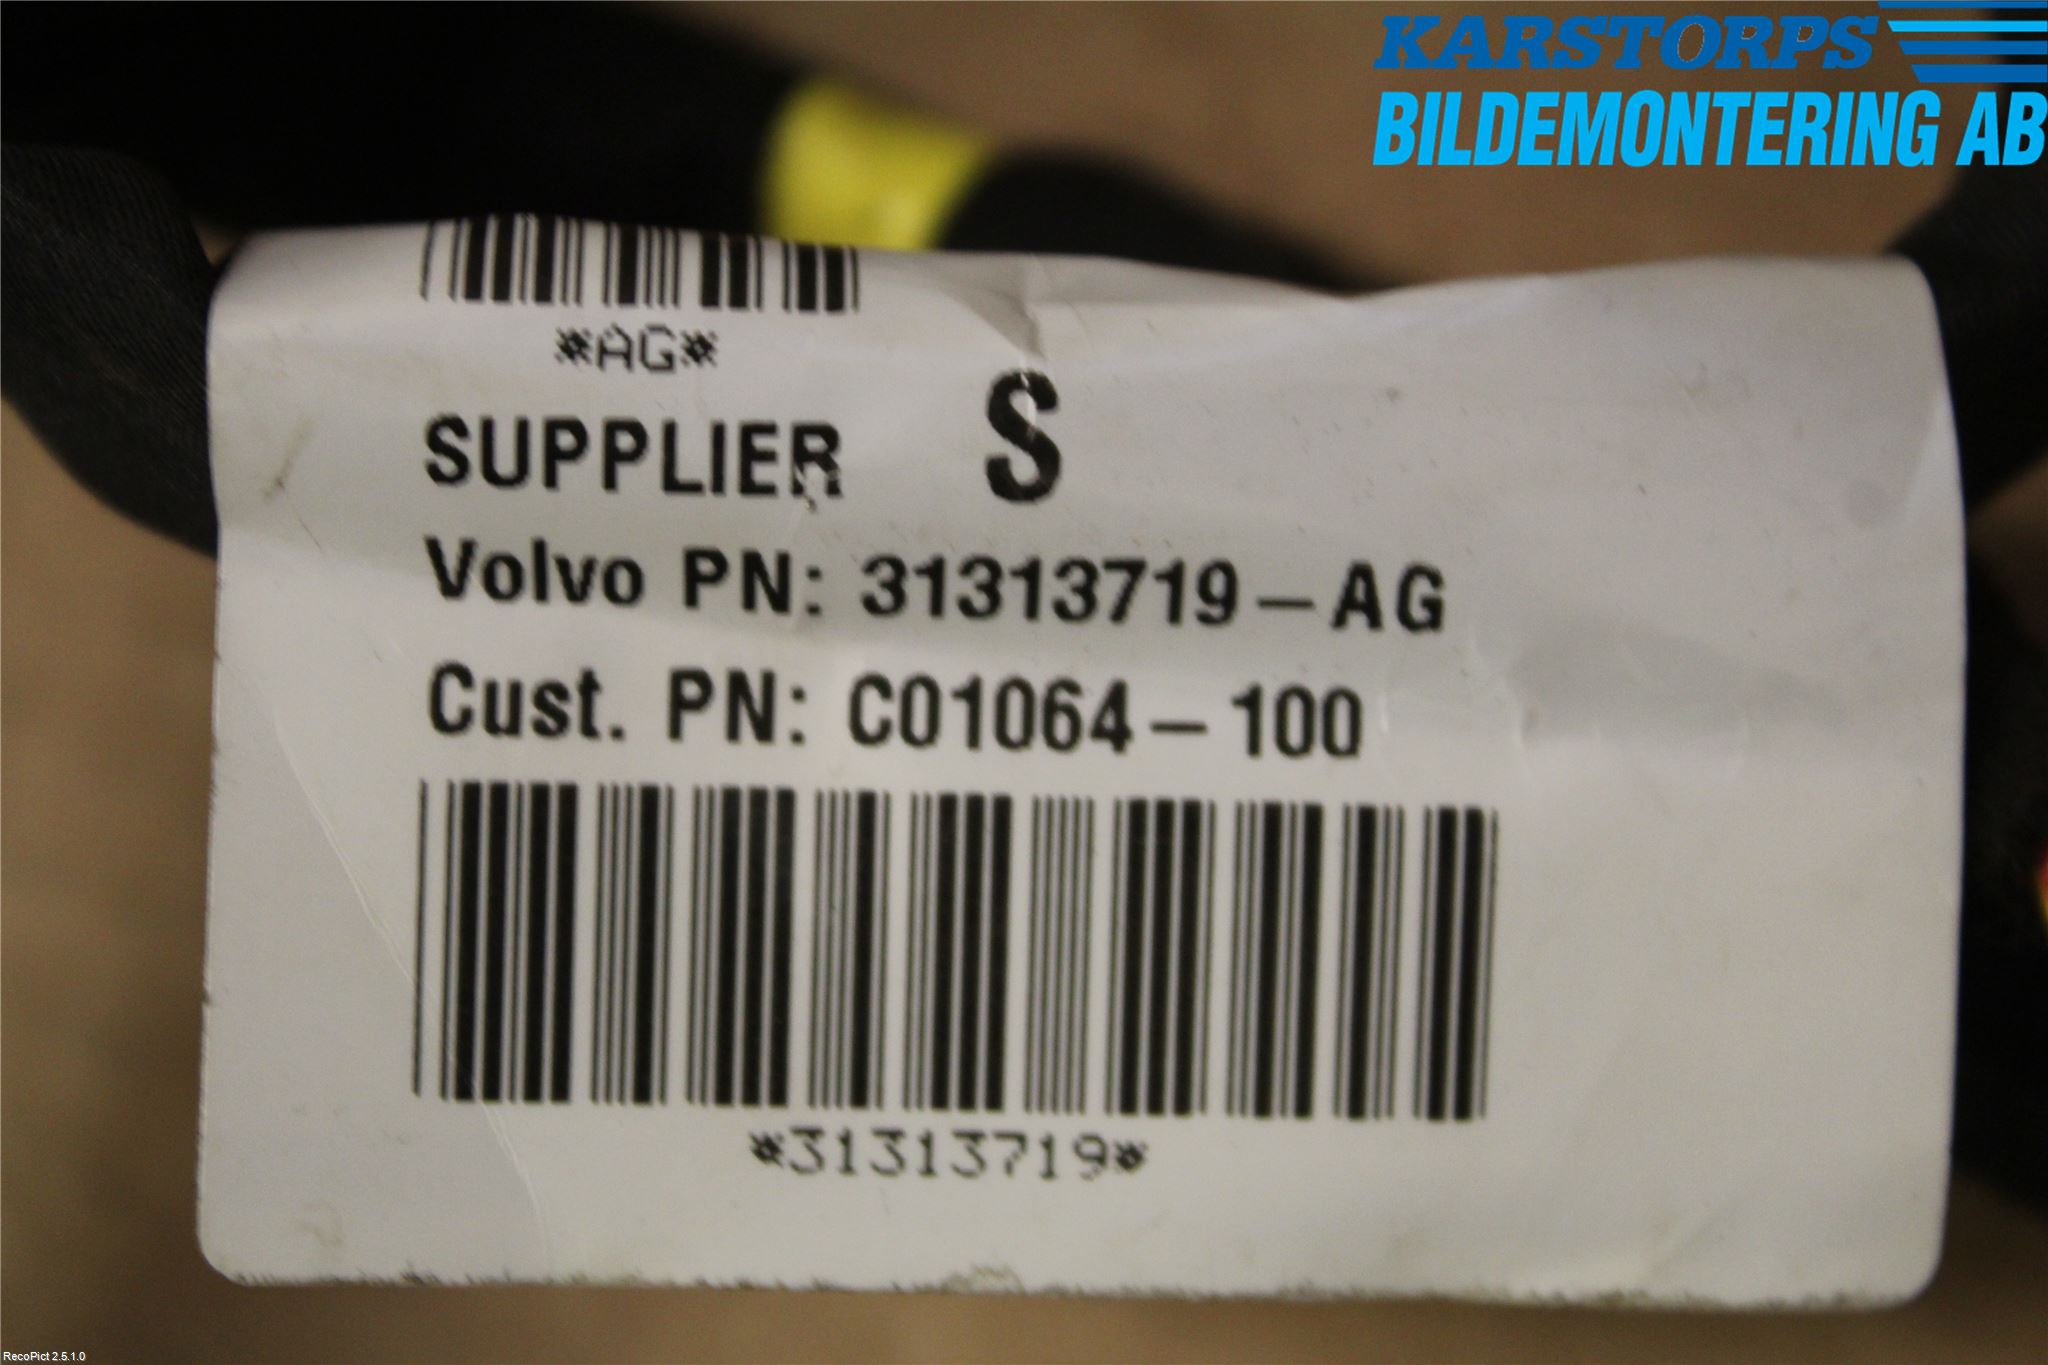 KARSTORPS
BILDEMONTERING AB
*AG*
SUPPLIER S
Volvo PN: 31313719-AG
Cust. PN: C01064-100
*31313719*
RecoPict 2.5.1.0